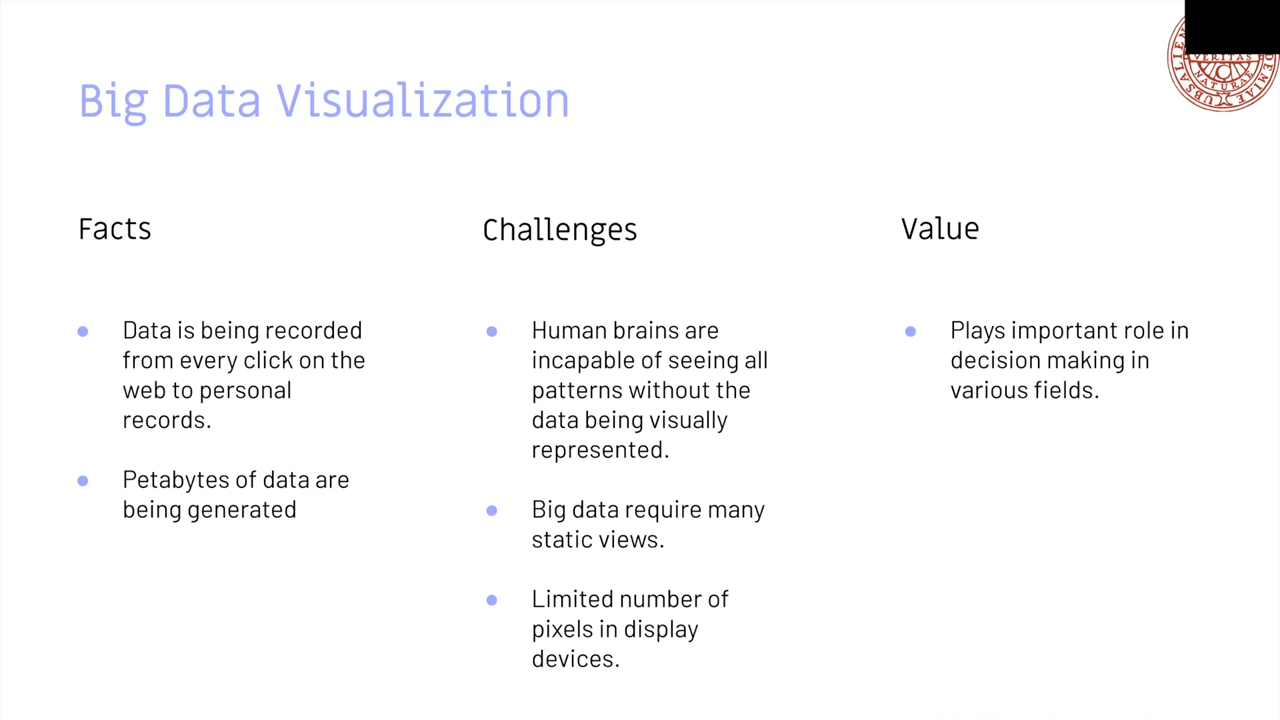 Big Data Visualization
Facts
Data is being recorded
from every click on the
web to personal
records.
Petabytes of data are
being generated
Challenges
Human brains are
incapable of seeing all
patterns without the
data being visually
represented.
Big data require many
static views.
Limited number of
pixels in display
devices.
Value
Plays important role in
decision making in
various fields.
VERITAS
NATURAE